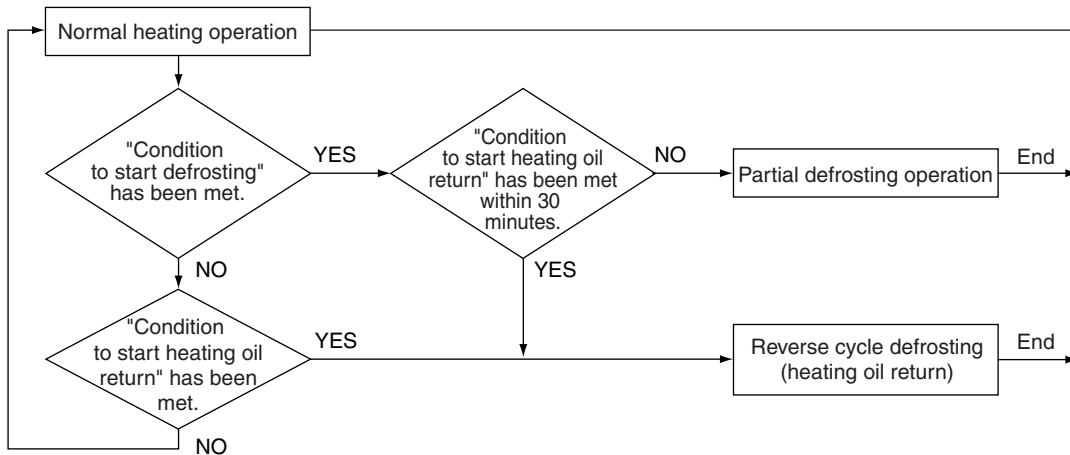 Normal heating operation
"Condition
to start defrosting"
has been met.
YES
"Condition
to start heating oil
return" has been met
within 30
minutes.
NO
Partial defrosting operation
End
NO
YES
"Condition
to start heating oil
return" has been
met.
YES
Reverse cycle defrosting
(heating oil return)
End
NO